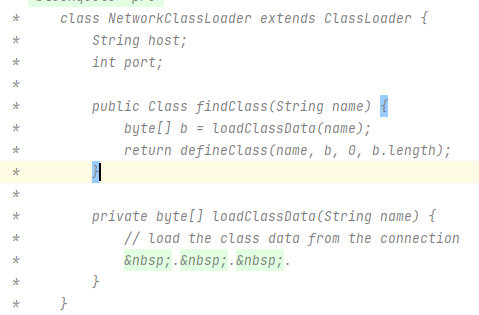 *     class NetworkClassLoader extends ClassLoader {
*         String host;
*         int port;
*
*         public Class findClass(String name) {
*             byte[] b = loadClassData(name);
*             return defineClass(name, b, 0, b.length);
*         }
*
*         private byte[] loadClassData(String name) {
*             // load the class data from the connection
*             &nbsp;.&nbsp;.&nbsp;.
*         }
*     }